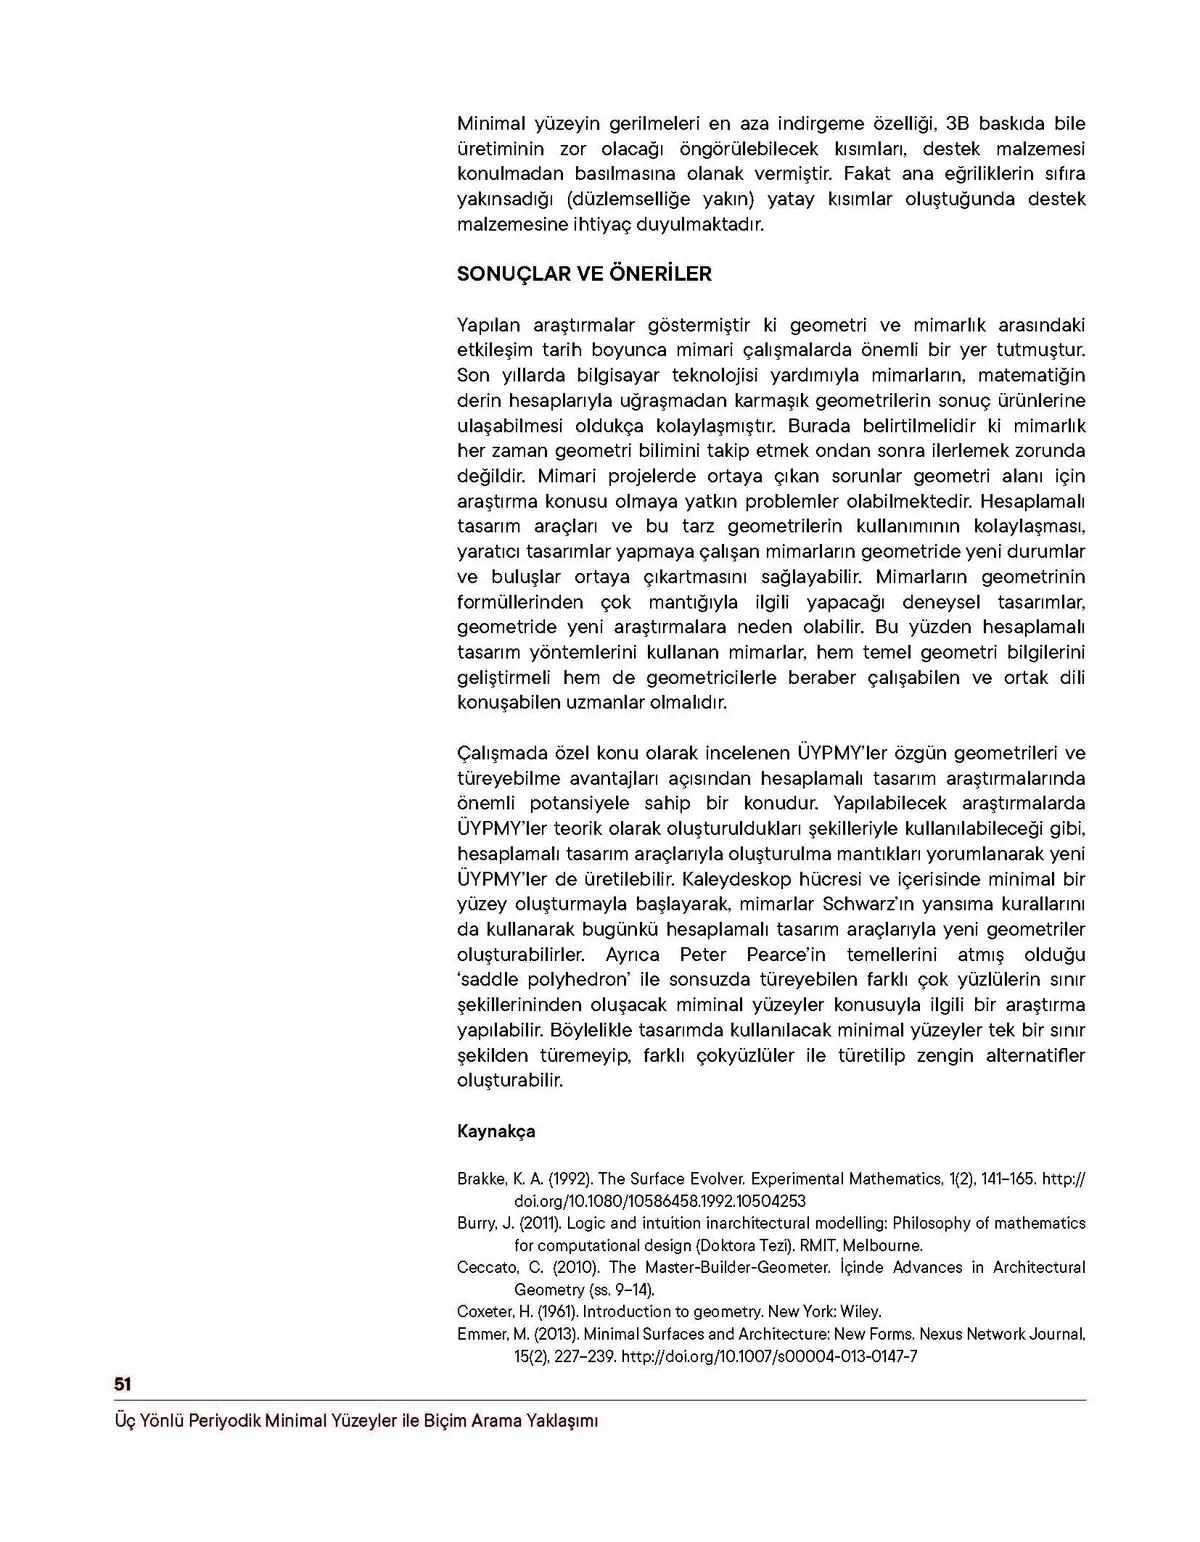 Minimal yüzeyin gerilmeleri en aza indirgeme özelliği, 3B baskıda bile
üretiminin zor olacağı öngörülebilecek kısımları, destek malzemesi
konulmadan basılmasına olanak vermiştir. Fakat ana eğriliklerin sıfıra
yakınsadığı (düzlemselliğe yakın) yatay kısımlar oluştuğunda destek
malzemesine ihtiyaç duyulmaktadır.
SONUÇLAR VE ÖNERİLER
Yapılan araştırmalar göstermiştir ki geometri ve mimarlık arasındaki
etkileşim tarih boyunca mimari çalışmalarda önemli bir yer tutmuştur.
Son yıllarda bilgisayar teknolojisi yardımıyla mimarların, matematiğin
derin hesaplarıyla uğraşmadan karmaşık geometrilerin sonuç ürünlerine
ulaşabilmesi oldukça kolaylaşmıştır. Burada belirtilmelidir ki mimarlık
her zaman geometri bilimini takip etmek ondan sonra ilerlemek zorunda
değildir. Mimari projelerde ortaya çıkan sorunlar geometri alanı için
araştırma konusu olmaya yatkın problemler olabilmektedir. Hesaplamalı
tasarım araçları ve bu tarz geometrilerin kullanımının kolaylaşması,
yaratıcı tasarımlar yapmaya çalışan mimarların geometride yeni durumlar
ve buluşlar ortaya çıkartmasını sağlayabilir. Mimarların geometrinin
formüllerinden çok mantığıyla ilgili yapacağı deneysel tasarımlar,
geometride yeni araştırmalara neden olabilir. Bu yüzden hesaplamalı
tasarım yöntemlerini kullanan mimarlar, hem temel geometri bilgilerini
geliştirmeli hem de geometricilerle beraber çalışabilen ve ortak dili
konuşabilen uzmanlar olmalıdır.
Çalışmada özel konu olarak incelenen ÜYPMY’ler özgün geometrileri ve
türeyebilme avantajları açısından hesaplamalı tasarım araştırmalarında
önemli potansiyele sahip bir konudur. Yapılabilecek araştırmalarda
ÜYPMY’ler teorik olarak oluşturuldukları şekilleriyle kullanılabileceği gibi,
hesaplamalı tasarım araçlarıyla oluşturulma mantıkları yorumlanarak yeni
ÜYPMY’ler de üretilebilir. Kaleydeskop hücresi ve içerisinde minimal bir
yüzey oluşturmayla başlayarak, mimarlar Schwarz’ın yansıma kurallarını
da kullanarak bugünkü hesaplamalı tasarım araçlarıyla yeni geometriler
oluşturabilirler. Ayrıca Peter Pearce’in temellerini atmış olduğu
‘saddle polyhedron’ ile sonsuzda türeyebilen farklı çok yüzlülerin sınır
şekillerininden oluşacak miminal yüzeyler konusuyla ilgili bir araştırma
yapılabilir. Böylelikle tasarımda kullanılacak minimal yüzeyler tek bir sınır
şekilden türemeyip, farklı çokyüzlüler ile türetilip zengin alternatifler
oluşturabilir.
Kaynakça
Brakke, K. A. (1992). The Surface Evolver. Experimental Mathematics, 1(2), 141–165. http://
doi.org/10.1080/10586458.1992.10504253
Burry, J. (2011). Logic and intuition inarchitectural modelling: Philosophy of mathematics
for computational design (Doktora Tezi). RMIT, Melbourne.
Ceccato, C. (2010). The Master-Builder-Geometer. İçinde Advances in Architectural
Geometry (ss. 9–14).
Coxeter, H. (1961). Introduction to geometry. New York: Wiley.
Emmer, M. (2013). Minimal Surfaces and Architecture: New Forms. Nexus Network Journal,
15(2), 227–239. http://doi.org/10.1007/s00004-013-0147-7
51
Üç Yönlü Periyodik Minimal Yüzeyler ile Biçim Arama Yaklaşımı